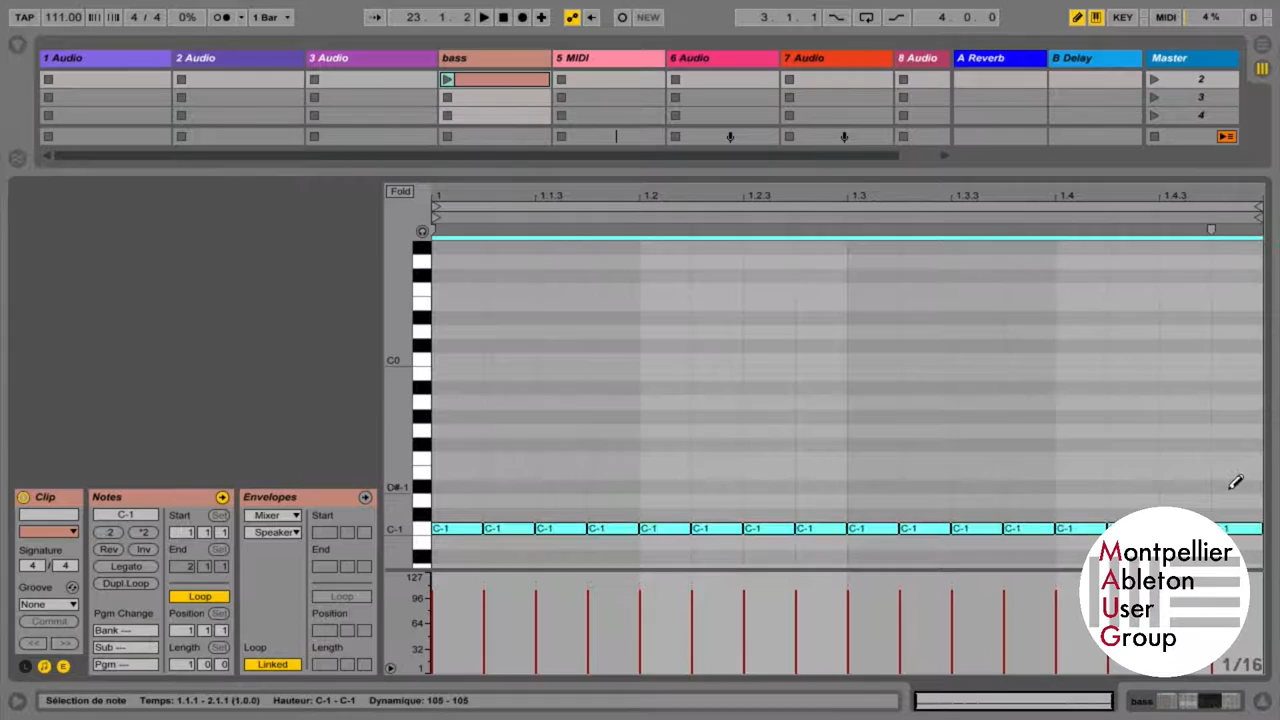 TAP 111.00 4 / 4 0% 1 Bar 23. 1. 2 NEW 3. 1. 1 4. 0. 0 KEY MIDI 4 % D
1 Audio 2 Audio 3 Audio bass 5 MIDI 6 Audio 7 Audio 8 Audio A Reverb B Delay Master
2
3
4
Fold 1 1.1.3 1.2 1.2.3 1.3 1.3.3 1.4 1.4.3
C0
D#-1
C-1 C-1 C-1 C-1 C-1 C-1 C-1 C-1 C-1 C-1 C-1 C-1 C-1 C-1
Clip Notes Envelopes
C-1 Start Set Mixer Start
:2 *2 1 1 1 Speaker
Signature Rev Inv End Set End
4 / 4 Legato 2 1 1
Groove Dupl.Loop Loop Loop
None Pgm Change Position Set Position
Commit Bank --- 1 1 1
<< >> Sub --- Length Set Loop Length
L E Pgm --- 1 0 0 Linked
127
96
64
32
1
Montpellier
Ableton
User
Group
1/16
Sélection de note Temps: 1.1.1 - 2.1.1 (1.0.0) Hauteur: C-1 - C-1 Dynamique: 105 - 105 bass